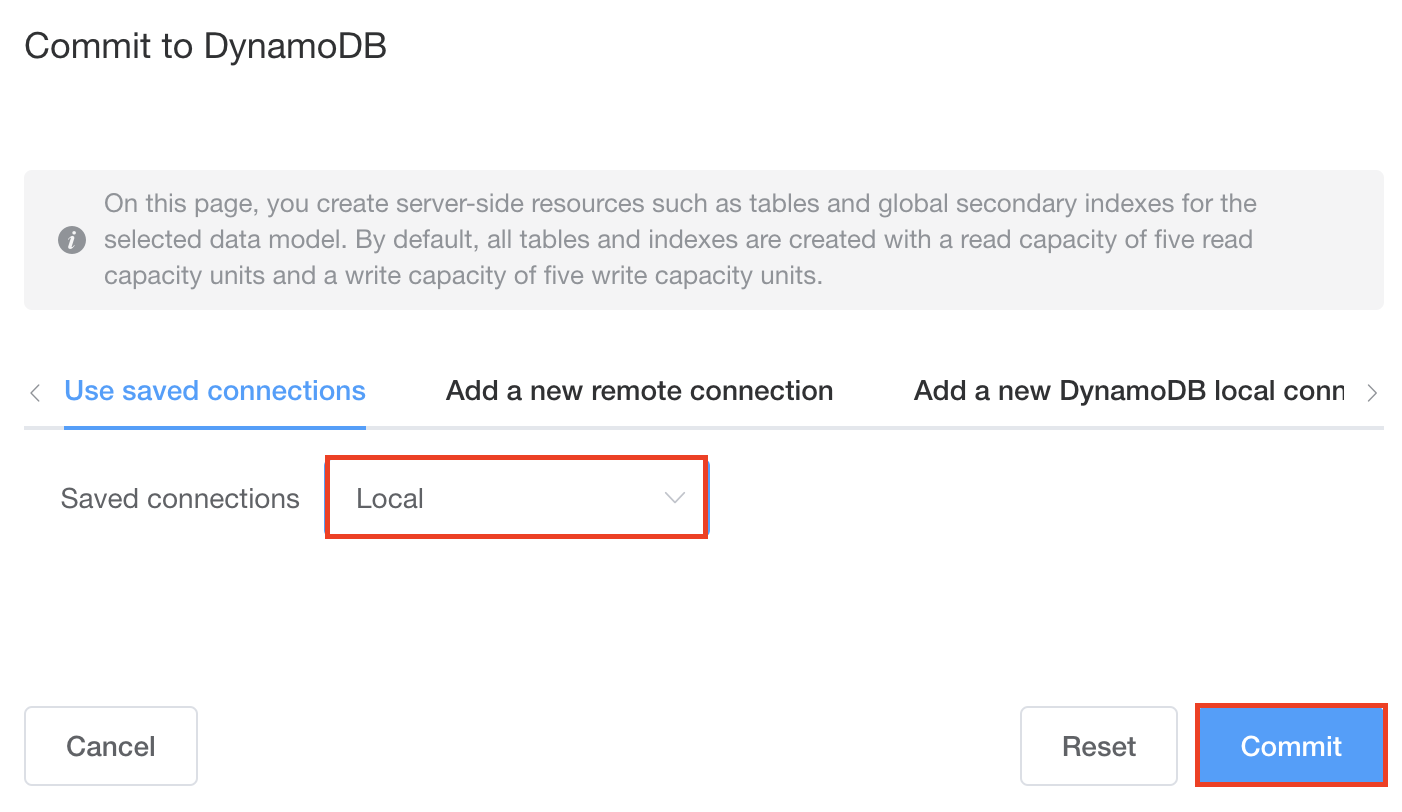 Commit to DynamoDB
On this page, you create server-side resources such as tables and global secondary indexes for the
selected data model. By default, all tables and indexes are created with a read capacity of five read
capacity units and a write capacity of five write capacity units.
Use saved connections
Add a new remote connection
Add a new DynamoDB local conn
Saved connections
Local
Cancel
Reset
Commit